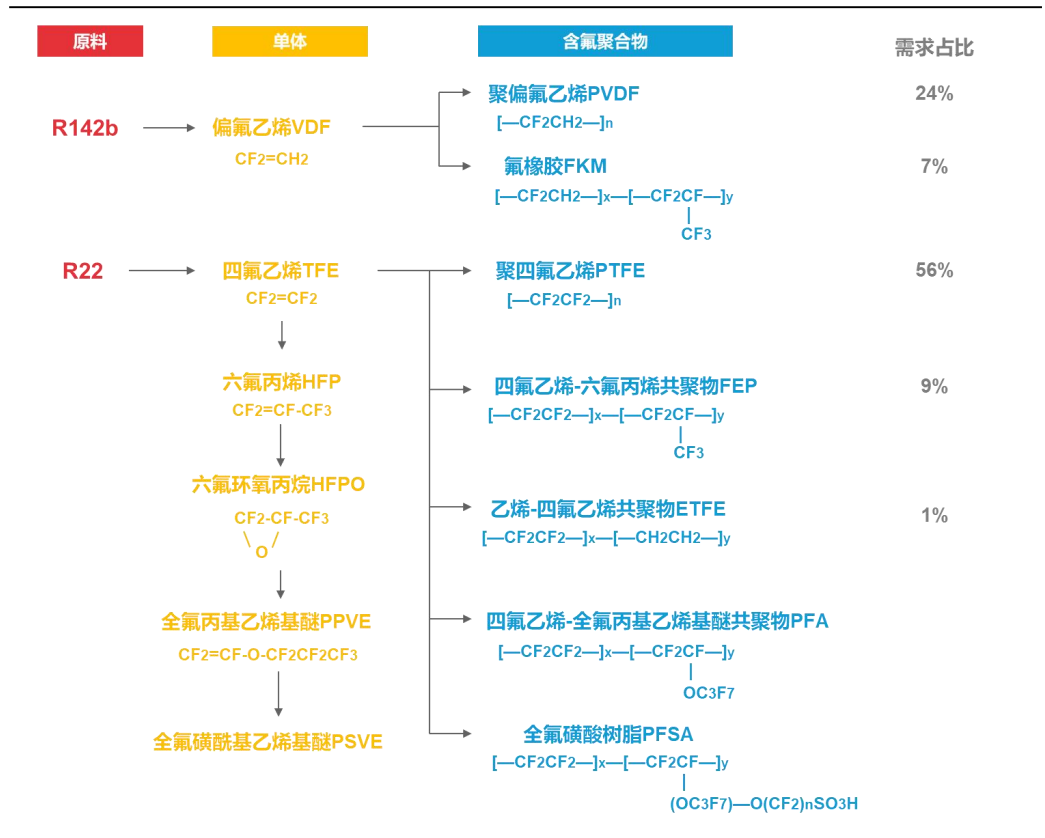 原料
单体
含氟聚合物
需求占比
R142b
偏氟乙烯VDF
CF2=CH2
聚偏氟乙烯PVDF
[—CF2CH2—]n
24%
氟橡胶FKM
[—CF2CH2—]x—[—CF2CF—]y
CF3
7%
R22
四氟乙烯TFE
CF2=CF2
聚四氟乙烯PTFE
[—CF2CF2—]n
56%
六氟丙烯HFP
CF2=CF-CF3
四氟乙烯-六氟丙烯共聚物FEP
[—CF2CF2—]x—[—CF2CF—]y
CF3
9%
六氟环氧丙烷HFPO
CF2-CF-CF3
O
乙烯-四氟乙烯共聚物ETFE
[—CF2CF2—]x—[—CH2CH2—]y
1%
全氟丙基乙烯基醚PPVE
CF2=CF-O-CF2CF2CF3
四氟乙烯-全氟丙基乙烯基醚共聚物PFA
[—CF2CF2—]x—[—CF2CF—]y
OC3F7
全氟磺酰基乙烯基醚PSVE
全氟磺酸树脂PFSA
[—CF2CF2—]x—[—CF2CF—]y
(OC3F7)—O(CF2)nSO3H